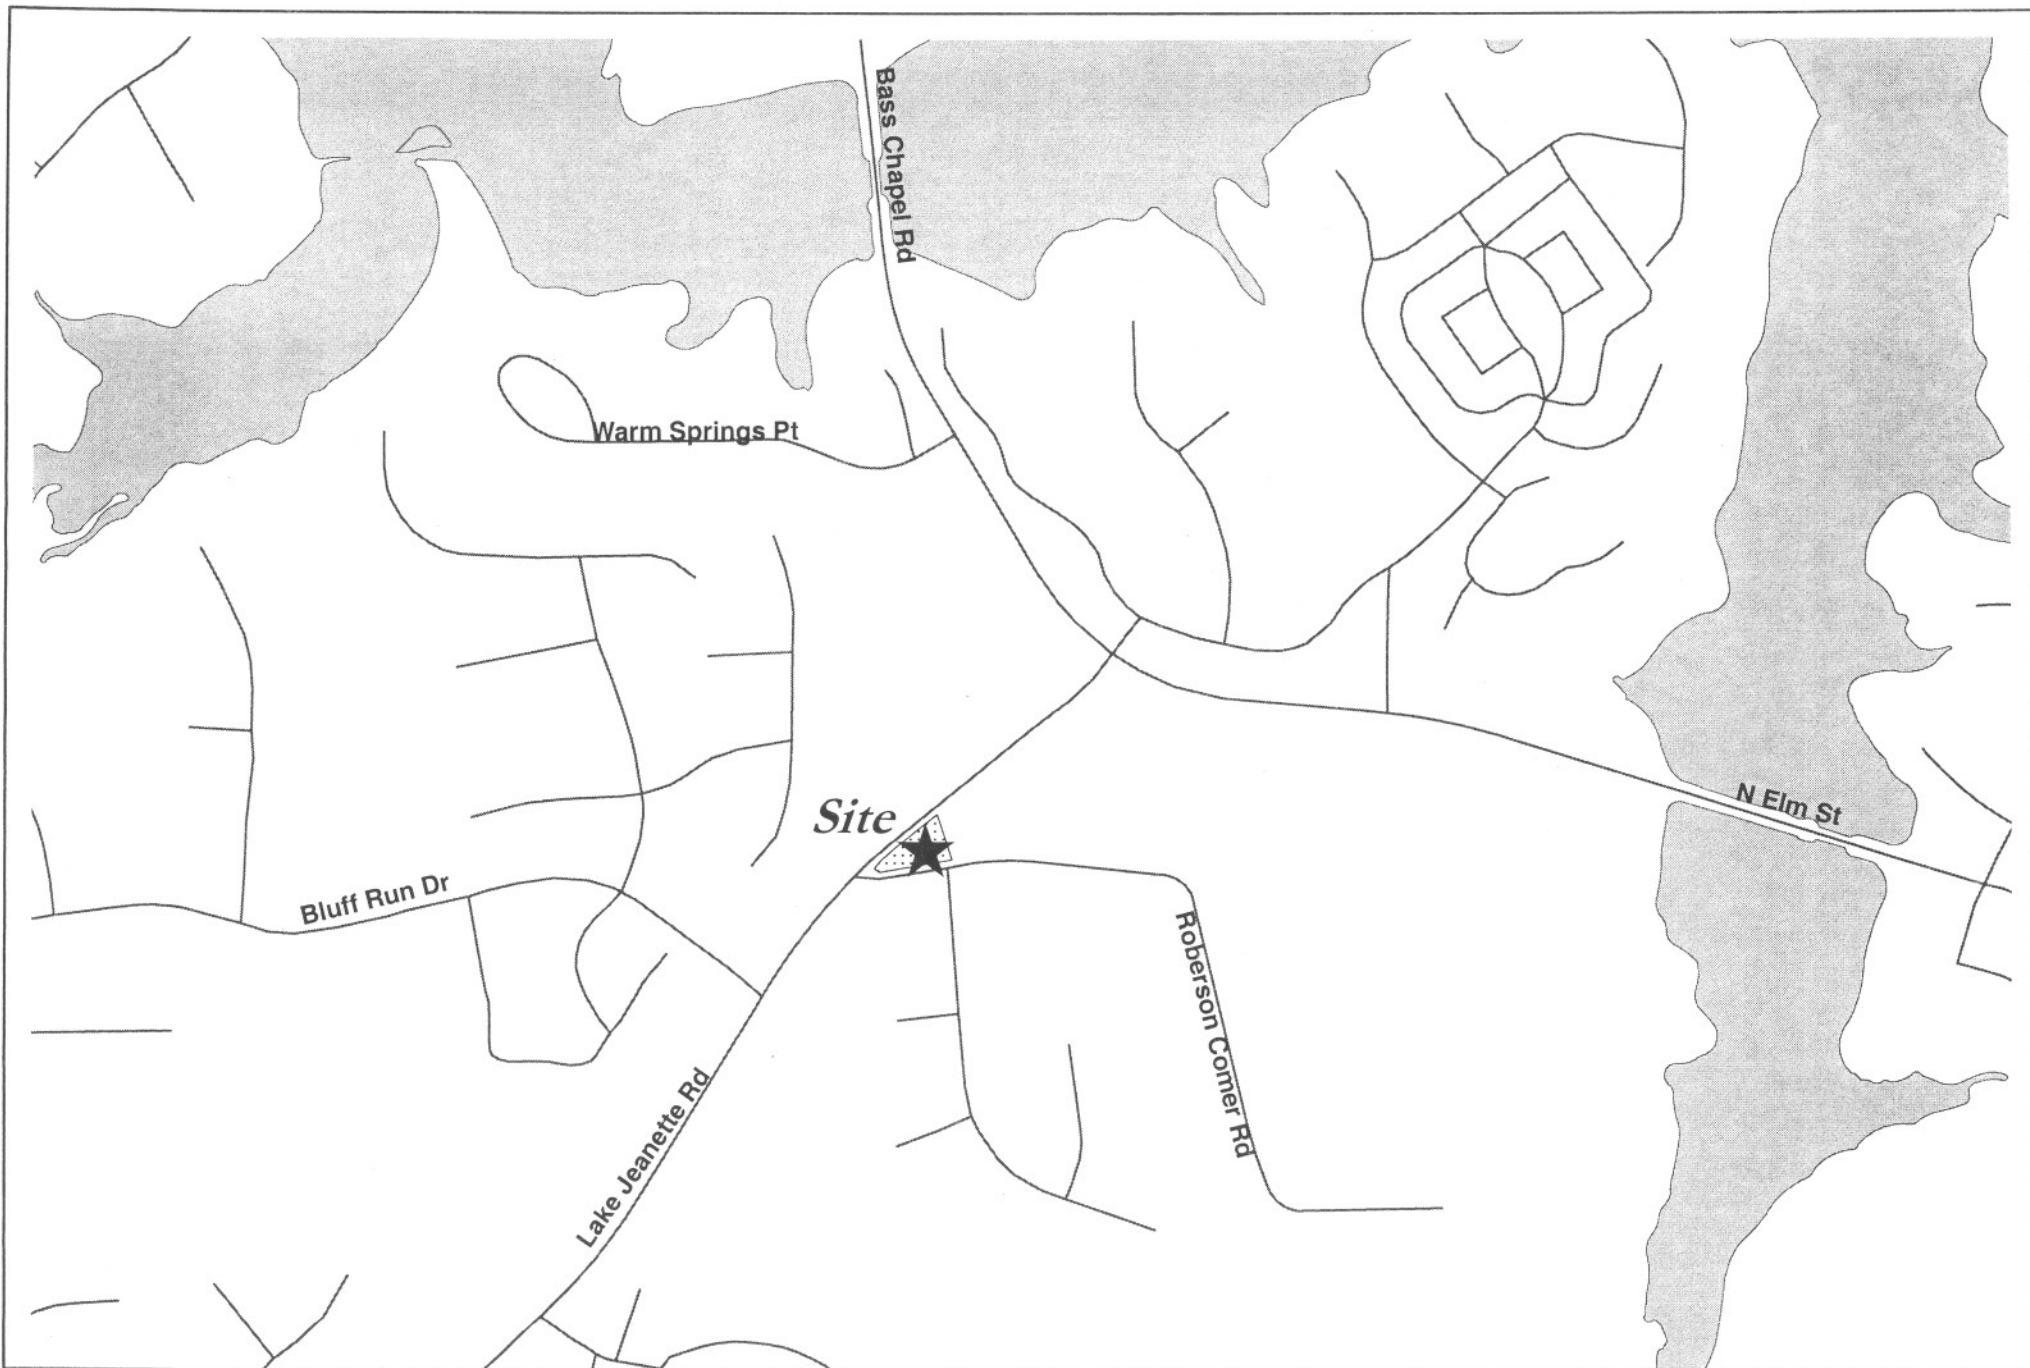 Bass Chapel Rd
Warm Springs Pt
N Elm St
Site
Bluff Run Dr
Roberson Comer Rd
Lake Jeanette Rd